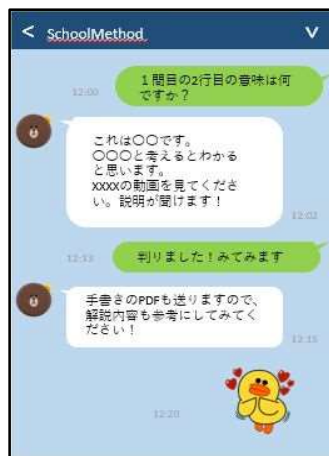 < SchoolMethod V
１問目の2行目の意味は何
ですか？
12:00
これは〇〇です。
〇〇〇と考えるとわかる
と思います。
xxxxの動画を見てくださ
い。説明が聞けます！
12:02
12:13 判りました！みてみます
手書きのPDFも送りますので、
解説内容も参考にしてみてく
ださい！
12:15
12:20